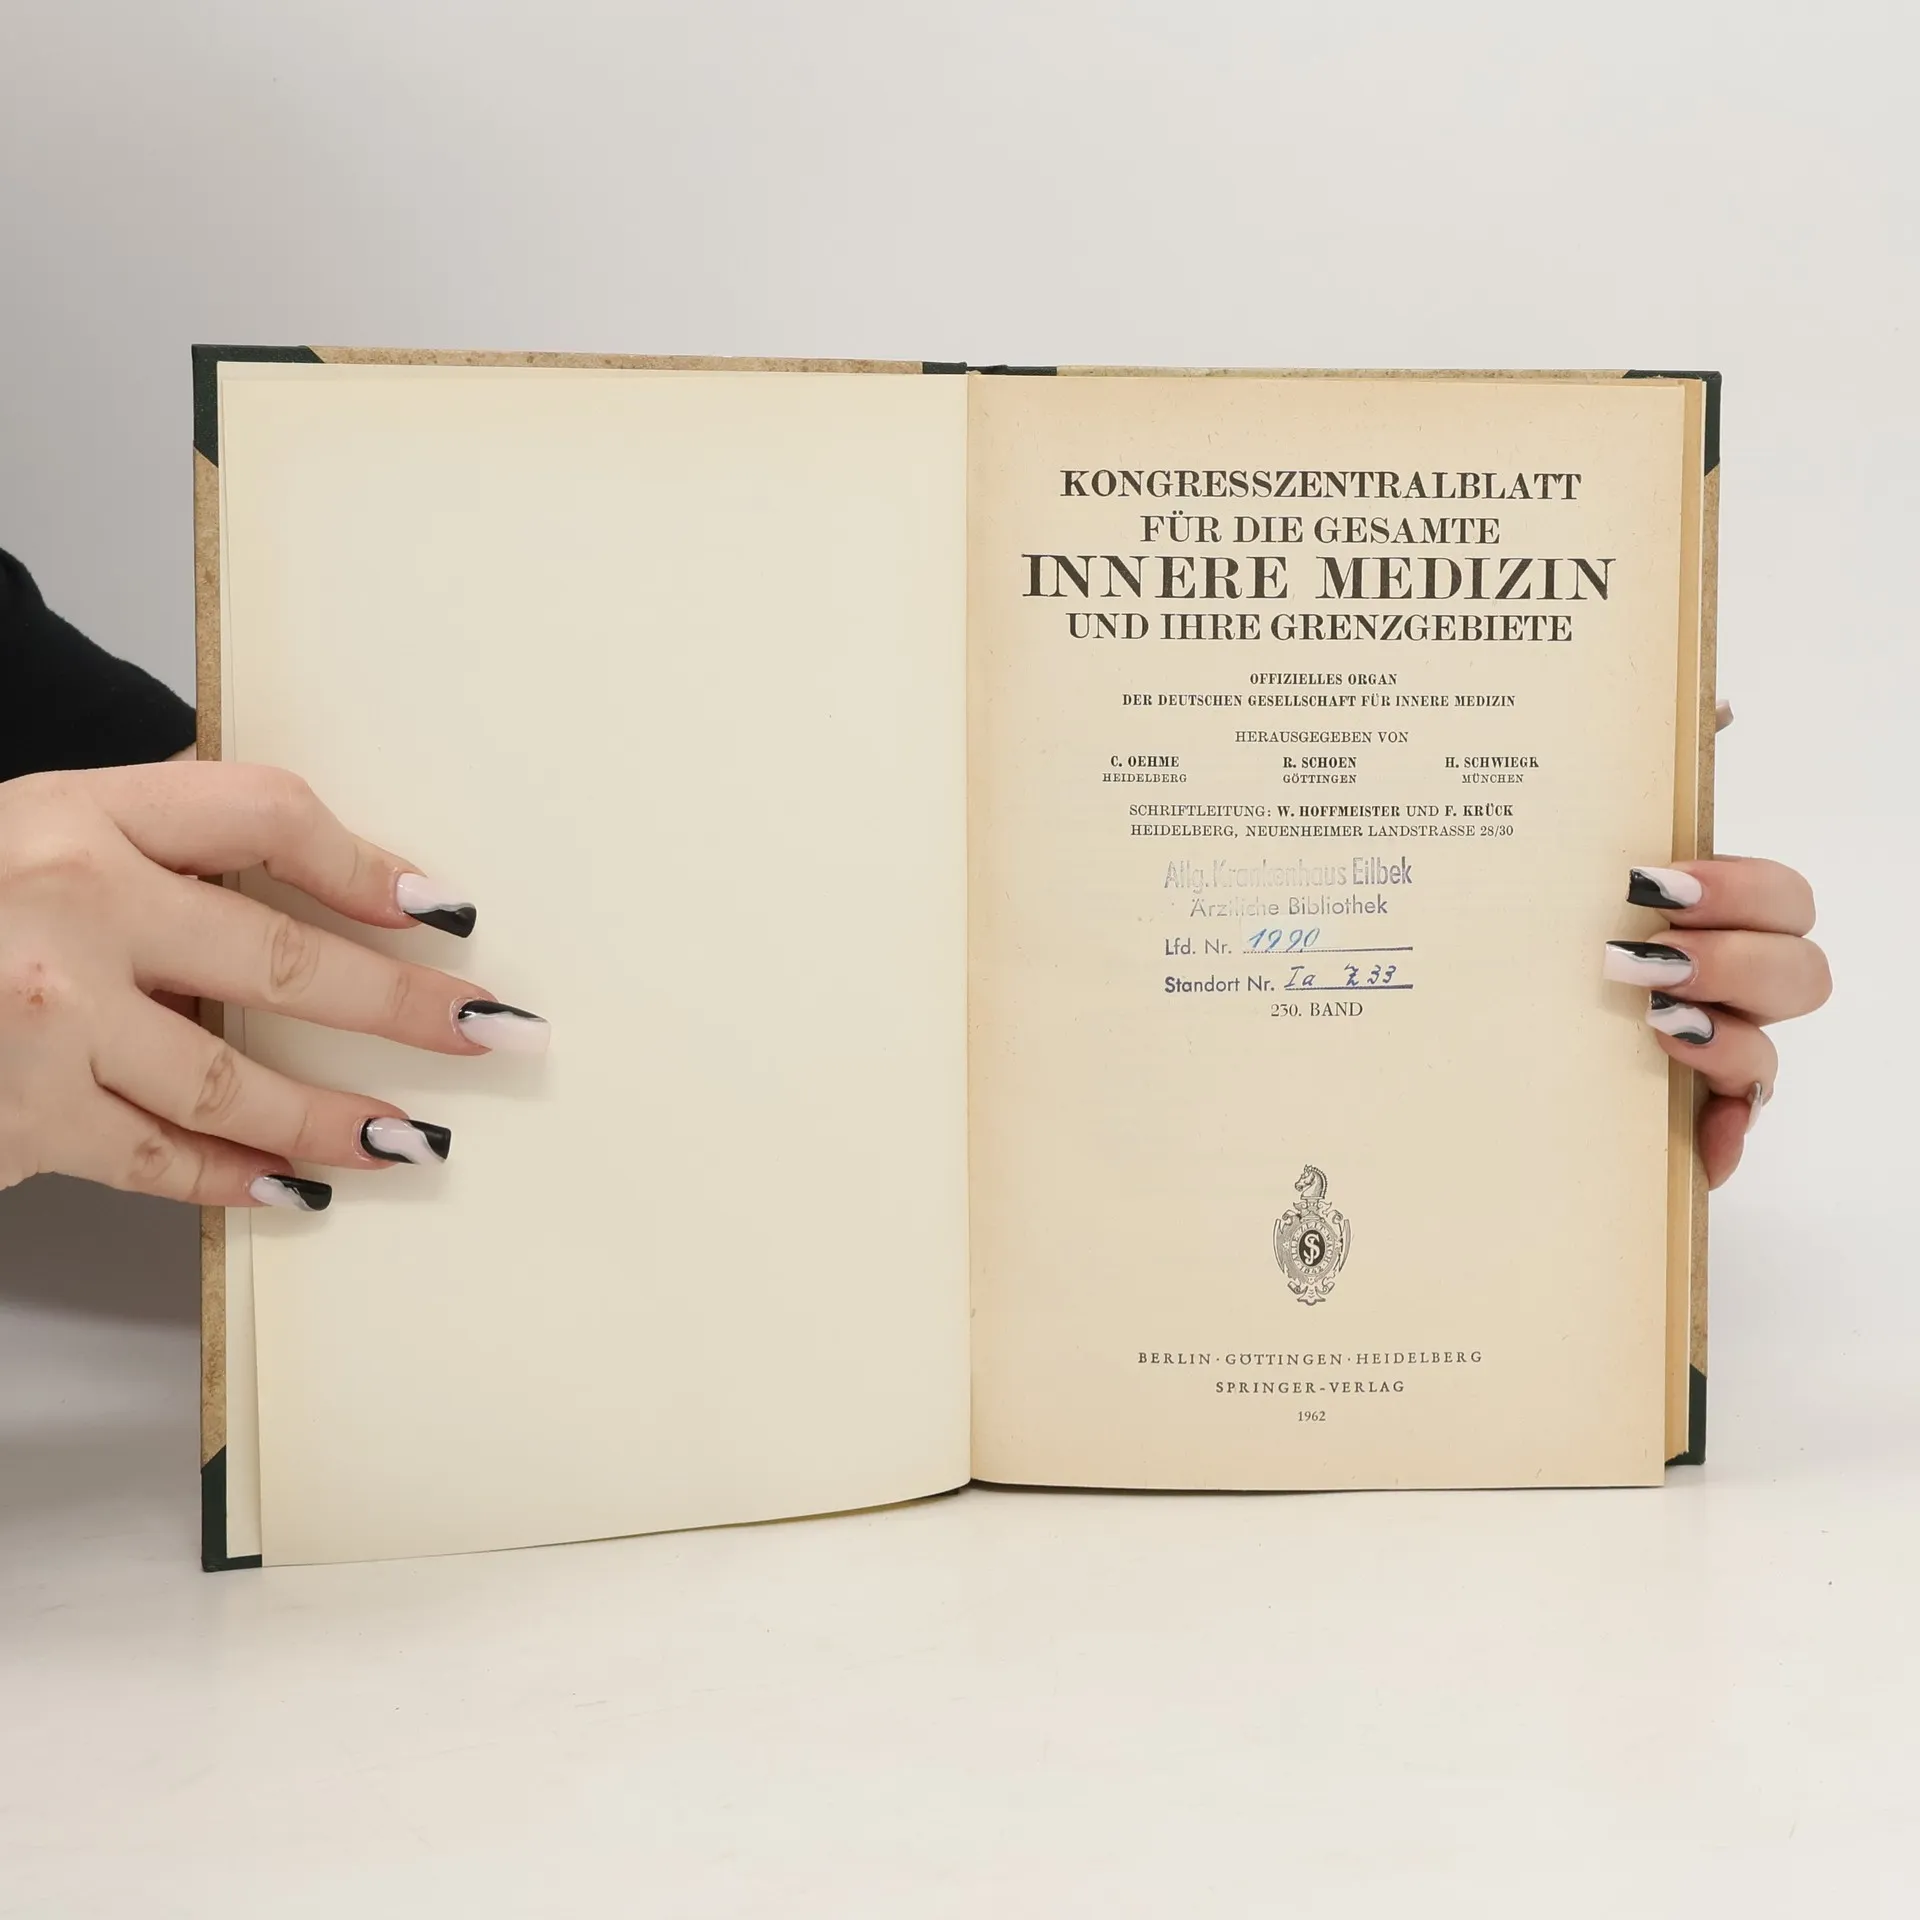 KONGRESSZENTRALBLATT
FÜR DIE GESAMTE
INNERE MEDIZIN
UND IHRE GRENZGEBIETE
OFFIZIELLES ORGAN
DER DEUTSCHEN GESELLSCHAFT FÜR INNERE MEDIZIN
HERAUSGEGEBEN VON
C. OEHME R. SCHOEN H. SCHWIEGK
HEIDELBERG GÖTTINGEN MÜNCHEN
SCHRIFTLEITUNG: W. HOFFMEISTER UND F. KRÜCK
HEIDELBERG, NEUENHEIMER LANDSTRASSE 28/30
Allg. Krankenhaus Eilbek
Ärztliche Bibliothek
Lfd. Nr. 1990
Standort Nr. Ia Z 33
230. BAND
BERLIN · GÖTTINGEN · HEIDELBERG
SPRINGER-VERLAG
1962